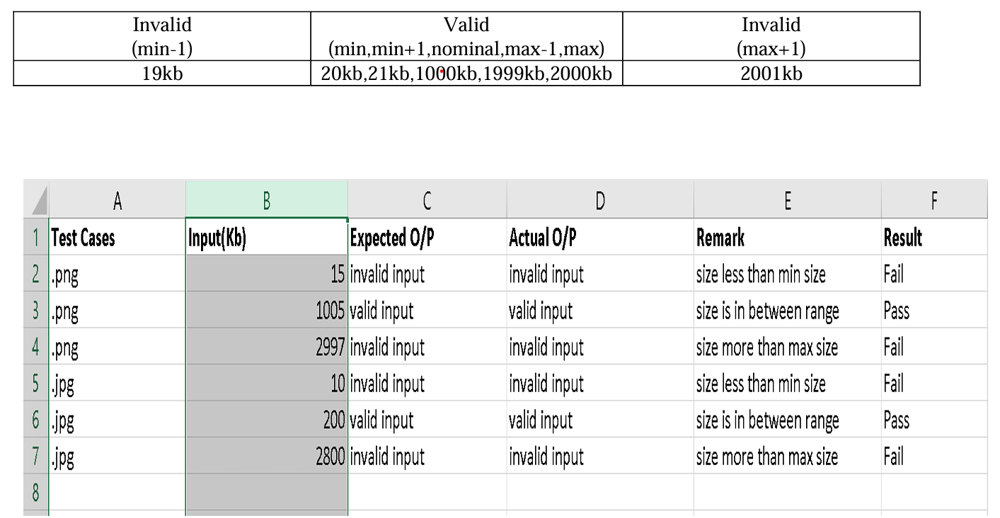 Invalid Valid Invalid
(min-1) (min,min+1,nominal,max-1,max) (max+1)
19kb 20kb,21kb,1000kb,1999kb,2000kb 2001kb
A B C D E F
1 Test Cases Input(Kb) Expected O/P Actual O/P Remark Result
2 .png 15 invalid input invalid input size less than min size Fail
3 .png 1005 valid input valid input size is in between range Pass
4 .png 2997 invalid input invalid input size more than max size Fail
5 .jpg 10 invalid input invalid input size less than min size Fail
6 .jpg 200 valid input valid input size is in between range Pass
7 .jpg 2800 invalid input invalid input size more than max size Fail
8